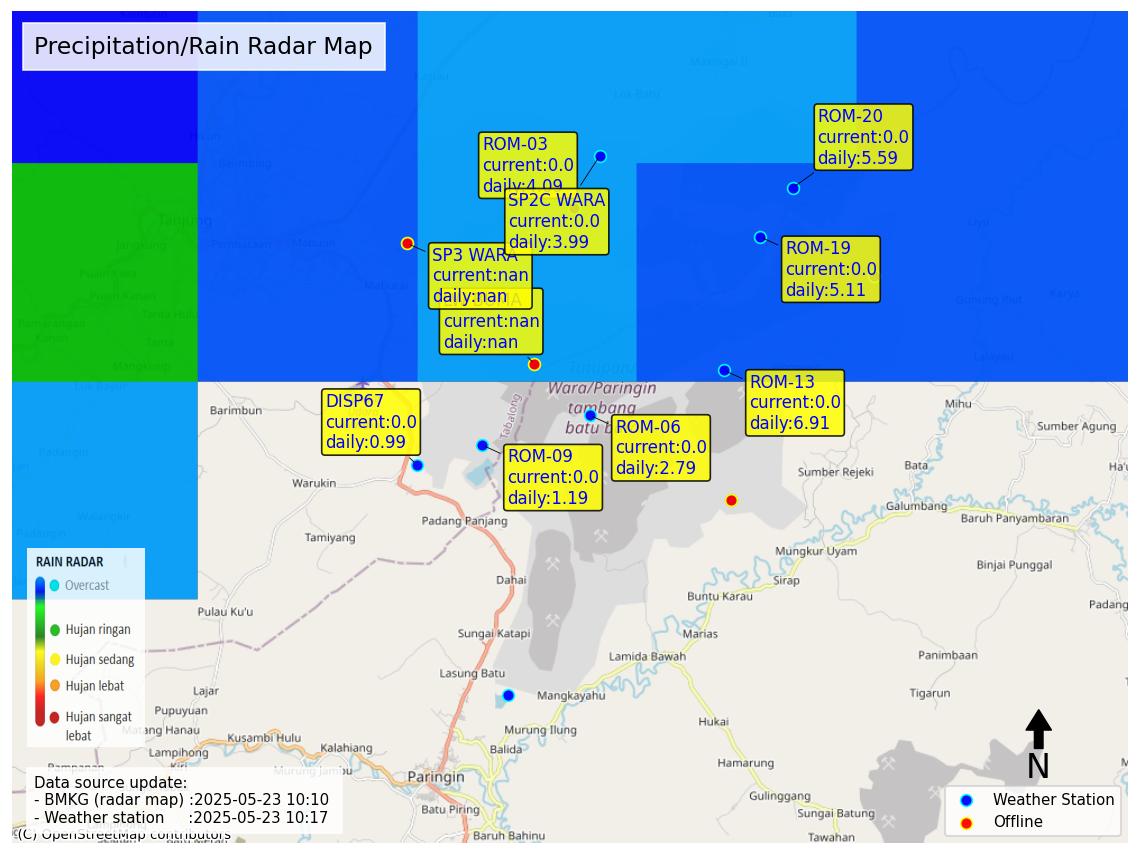 Precipitation/Rain Radar Map
ROM-20
current:0.0
daily:5.59
ROM-03
current:0.0
daily:4.09
SP2C WARA
current:0.0
daily:3.99
ROM-19
current:0.0
daily:5.11
SP3 WARA
current:nan
daily:nan
current:nan
daily:nan
ROM-13
current:0.0
daily:6.91
DISP67
current:0.0
daily:0.99
ROM-06
current:0.0
daily:2.79
ROM-09
current:0.0
daily:1.19
Tanjung
Tutupan/
Wara/Paringin
tambang
batu b
Tabalong
Barimbun
Warukin
Tamiyang
Padang Panjang
Dahai
Pulau Ku'u
Sungai Katapi
Lasung Batu
Lajar
Pupuyuan
Matang Hanau
Lampihong
Kusambi Hulu
Kalahiang
Murung Jambu
Paringin
Batu Piring
Baruh Bahinu
Balida
Murung Ilung
Mangkayahu
Lamida Bawah
Marias
Buntu Karau
Sirap
Mungkur Uyam
Galumbang
Bata
Sumber Rejeki
Mihu
Sumber Agung
Baruh Panyambaran
Binjai Punggal
Padang
Panimbaan
Tigarun
Hukai
Hamarung
Gulinggang
Sungai Batung
Tawahan
RAIN RADAR
Overcast
Hujan ringan
Hujan sedang
Hujan lebat
Hujan sangat
lebat
Data source update:
- BMKG (radar map) :2025-05-23 10:10
- Weather station :2025-05-23 10:17
(C) OpenStreetMap contributors
N
Weather Station
Offline